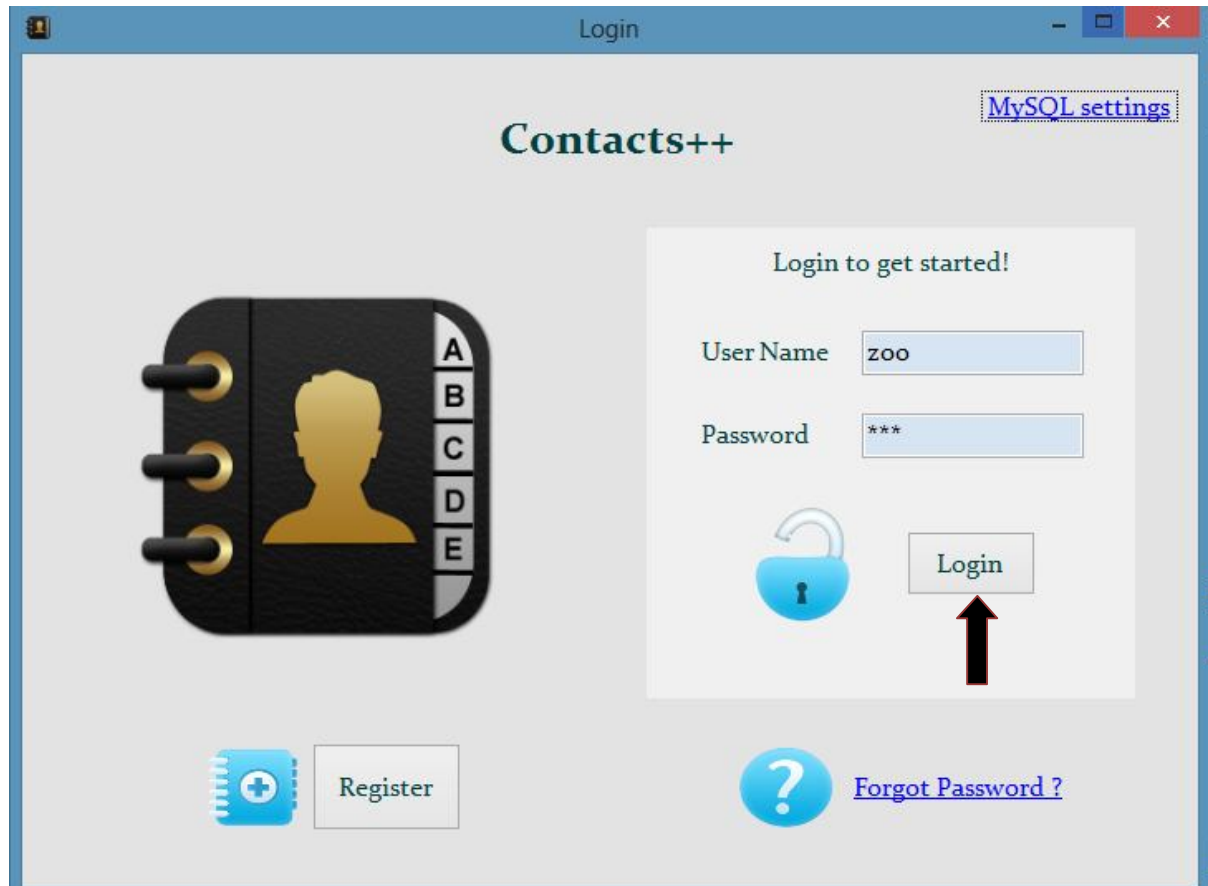 Login
MySQL settings
Contacts++
Login to get started!
User Name zoo
Password ***
Login
A
B
C
D
E
Register
?
Forgot Password ?